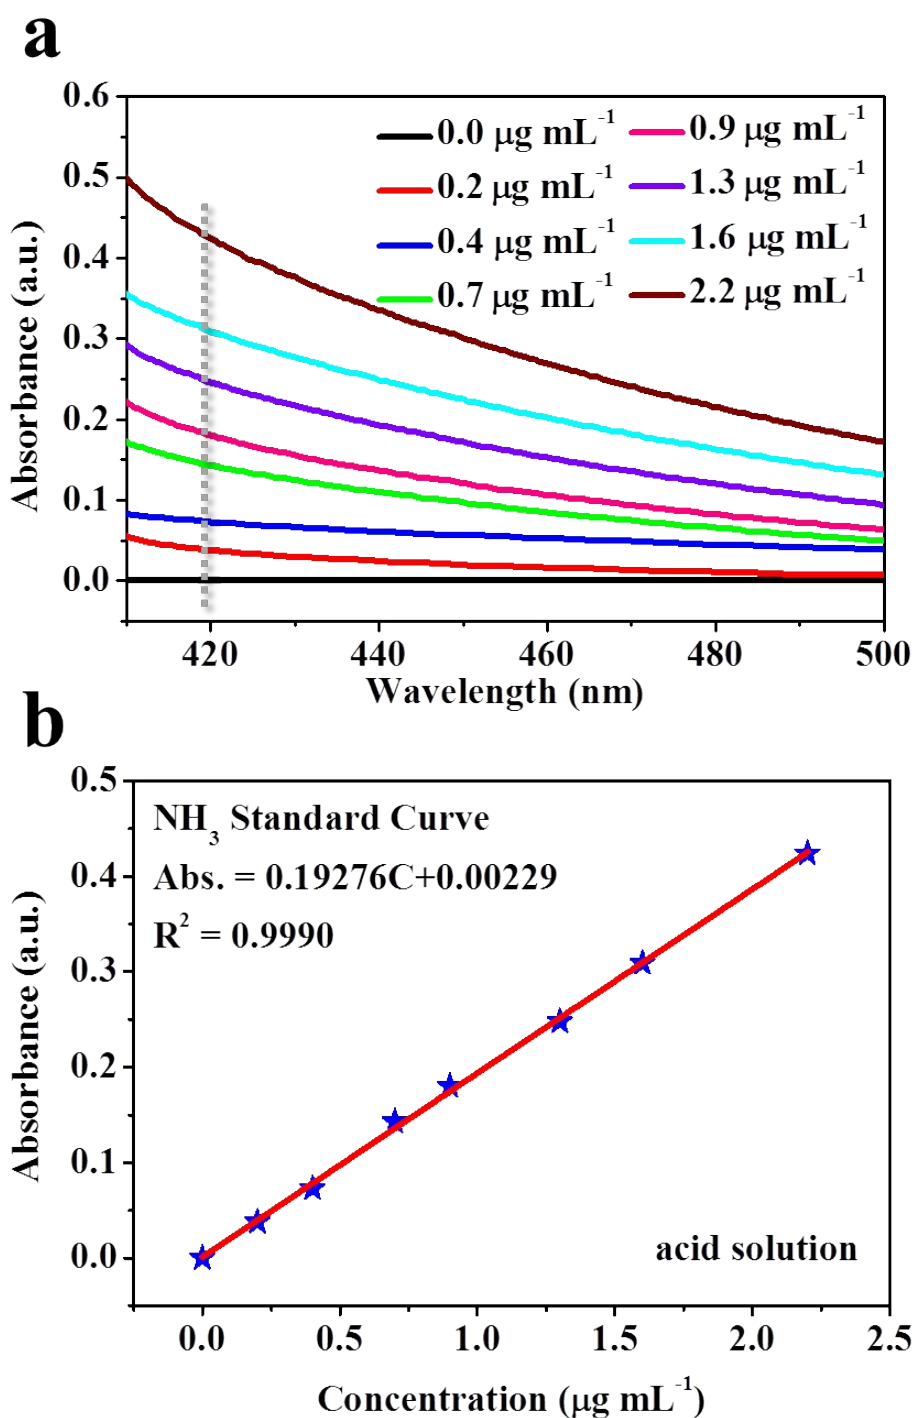 a
0.6
0.5
0.4
0.3
0.2
0.1
0.0
Absorbance (a.u.)
0.0 μg mL⁻¹
0.2 μg mL⁻¹
0.4 μg mL⁻¹
0.7 μg mL⁻¹
0.9 μg mL⁻¹
1.3 μg mL⁻¹
1.6 μg mL⁻¹
2.2 μg mL⁻¹
420 440 460 480 500
Wavelength (nm)
b
0.5
0.4
0.3
0.2
0.1
0.0
Absorbance (a.u.)
NH₃ Standard Curve
Abs. = 0.19276C+0.00229
R² = 0.9990
acid solution
0.0 0.5 1.0 1.5 2.0 2.5
Concentration (μg mL⁻¹)